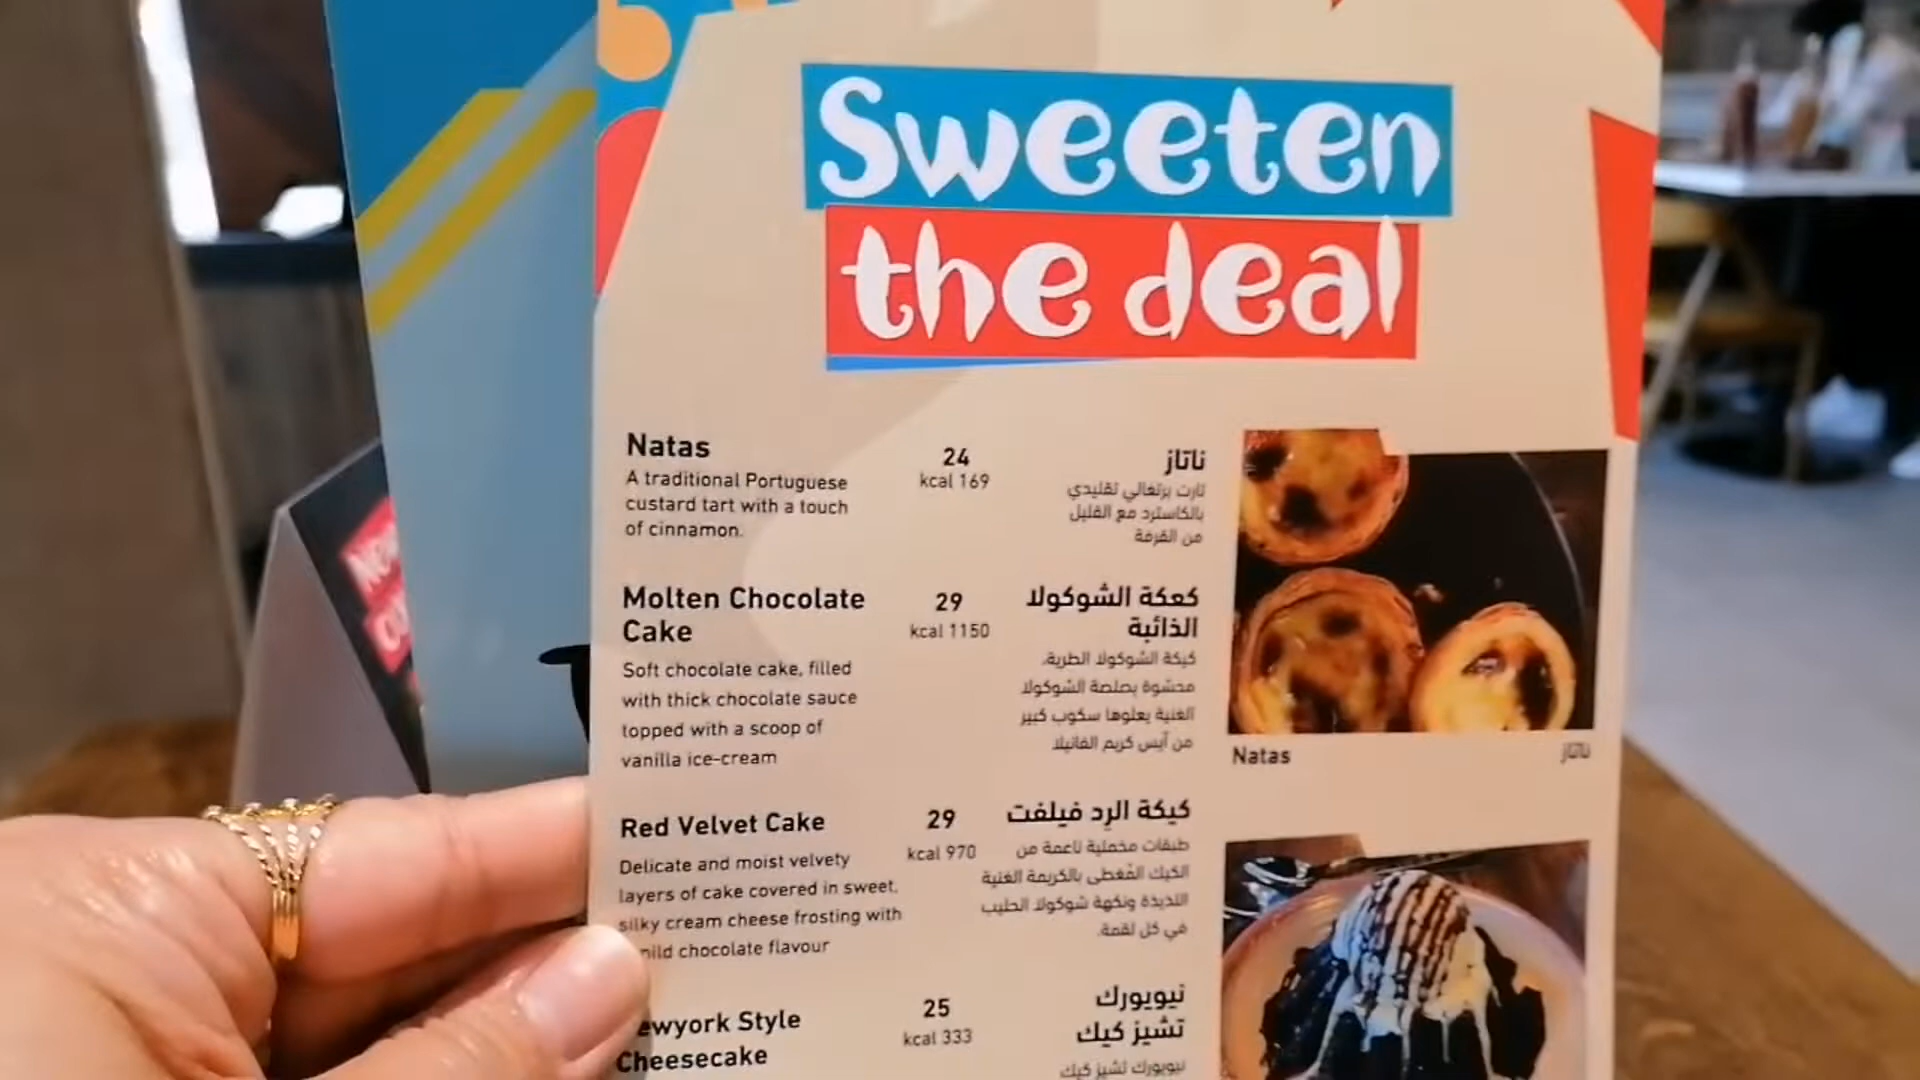 Sweeten
the deal
Natas
24
kcal 169
A traditional Portuguese
custard tart with a touch
of cinnamon.
ناتاز
تارت برتغالي تقليدي
بالكاسترد مع القليل
من القرفة
Molten Chocolate
Cake
29
kcal 1150
Soft chocolate cake, filled
with thick chocolate sauce
topped with a scoop of
vanilla ice-cream
كعكة الشوكولا
الذائبة
كيكة الشوكولا الطرية،
محشوة بصلصة الشوكولا
الغنية يعلوها سكوب كبير
من آيس كريم الفانيلا
Natas
ناتاز
Red Velvet Cake
29
kcal 970
Delicate and moist velvety
layers of cake covered in sweet,
silky cream cheese frosting with
mild chocolate flavour
كيكة الرد فيلفت
طبقات مخملية ناعمة من
الكيك المُغطى بالكريمة الغنية
اللذيذة ونكهة شوكولا الحليب
في كل لقمة.
ewyork Style
Cheesecake
25
kcal 333
نيويورك
تشيز كيك
نيويورك تشيز كيك